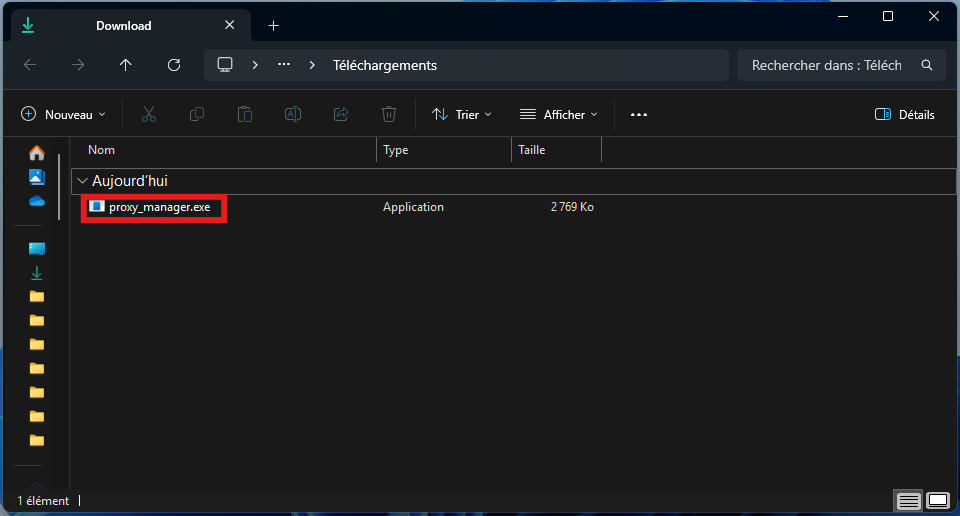 Download
Téléchargements
Rechercher dans : Téléch
Nouveau
Trier
Afficher
Détails
Nom Type Taille
Aujourd'hui
proxy_manager.exe Application 2 769 Ko
1 élément